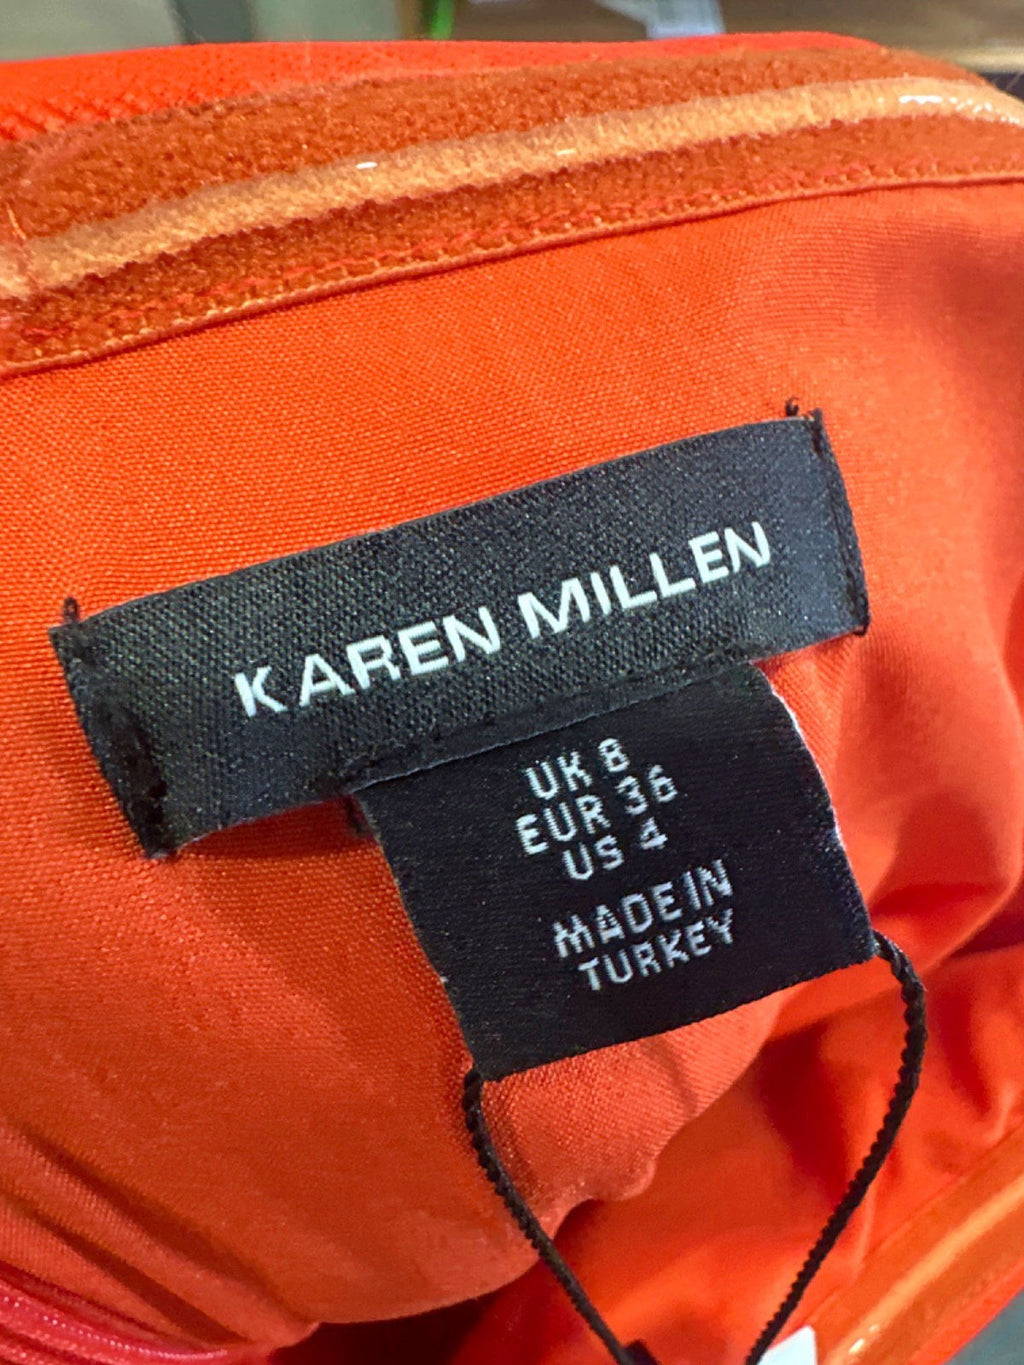 KAREN MILLEN
UK 8
EUR 36
US 4
MADE IN
TURKEY